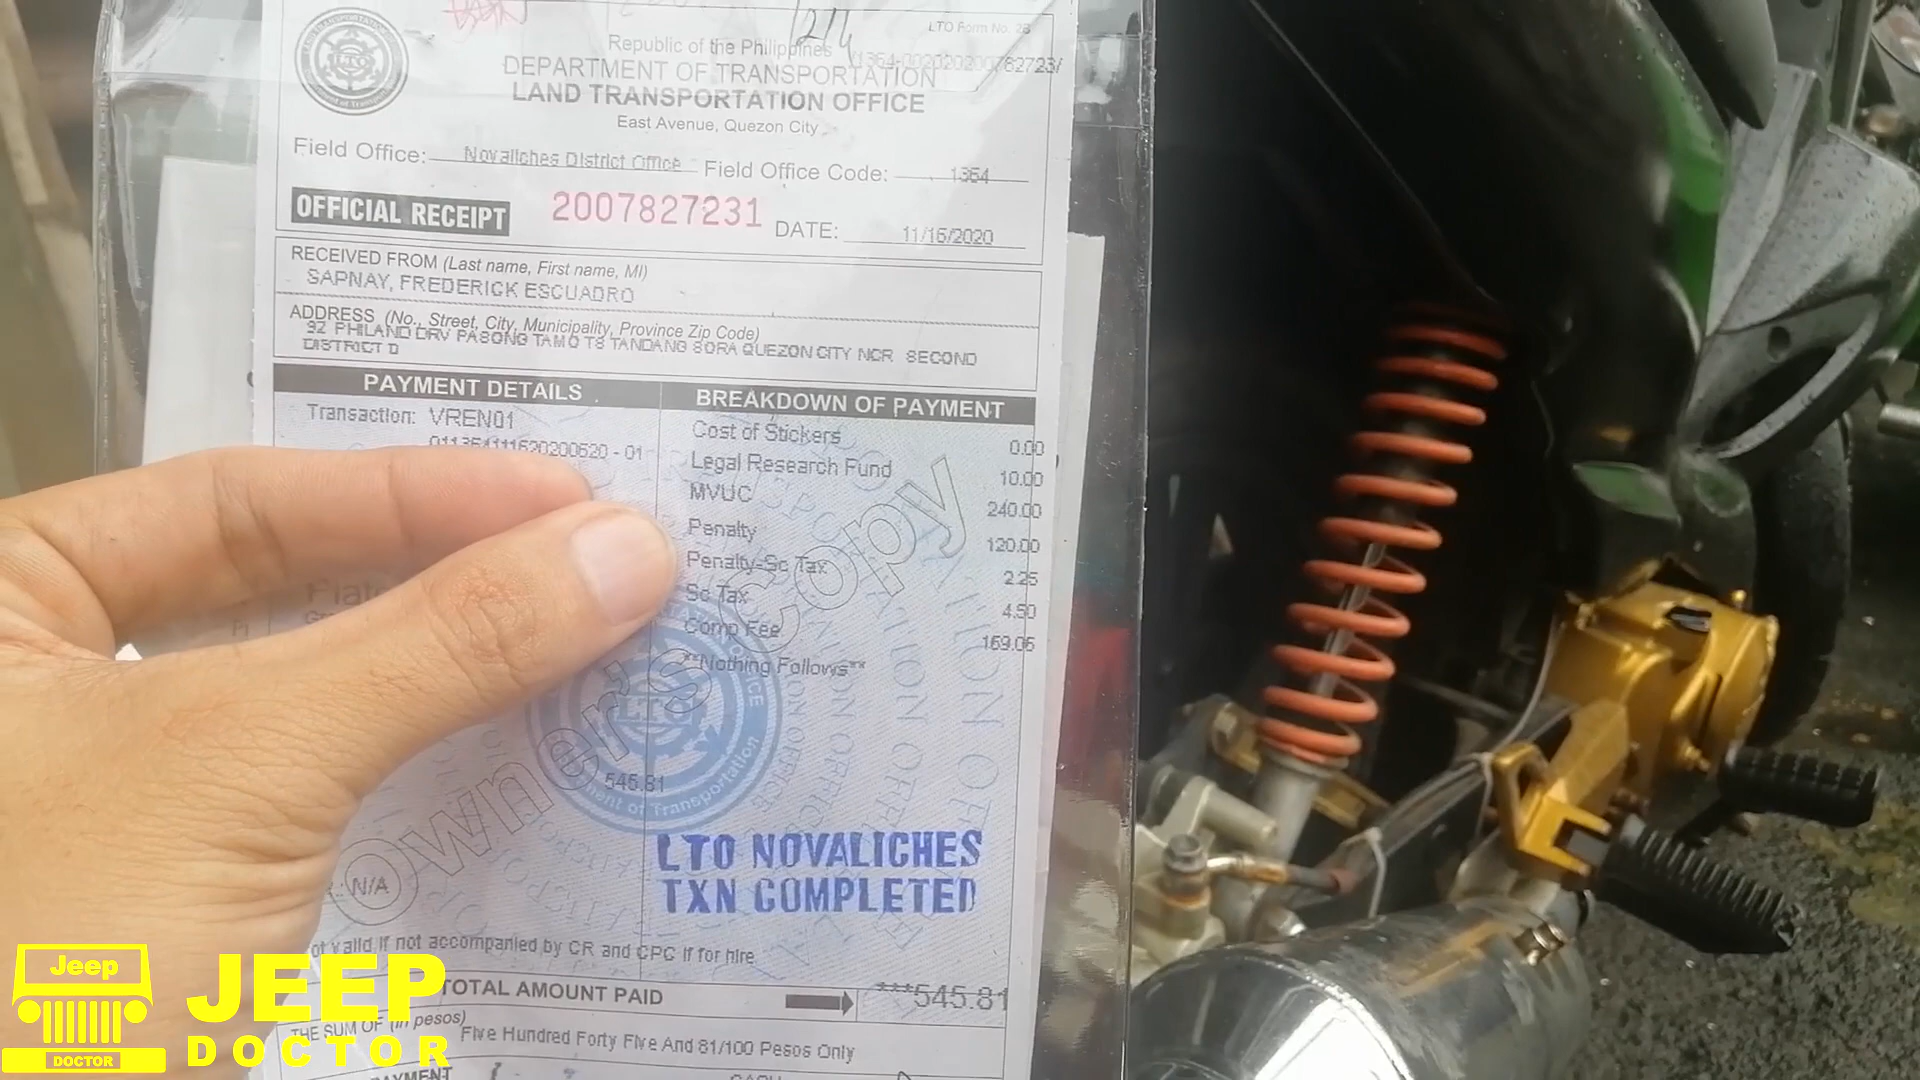 LTO Form No. 2B
Republic of the Philippines
DEPARTMENT OF TRANSPORTATION
LAND TRANSPORTATION OFFICE
East Avenue, Quezon City
Field Office: Novaliches District Office Field Office Code: 1364
OFFICIAL RECEIPT 2007827231 DATE: 11/16/2020
RECEIVED FROM (Last name, First name, MI)
SAPNAY, FREDERICK ESCUADRO
ADDRESS (No., Street, City, Municipality, Province Zip Code)
32 PHILAND DRV PASONG TAMO TS TANDANG SORA QUEZON CITY NCR SECOND
DISTRICT D
PAYMENT DETAILS
Transaction: VREN01
BREAKDOWN OF PAYMENT
Cost of Stickers 0.00
Legal Research Fund 10.00
MVUC 240.00
Penalty 120.00
Penalty-Sc Tax 2.25
Sc Tax 4.50
Comp Fee 169.06
**Nothing Follows**
Owner's Copy
LTO
545.81
LTO NOVALICHES
TXN COMPLETED
N/A
valid if not accompanied by CR and CPC if for hire
TOTAL AMOUNT PAID ***545.81
THE SUM OF (in pesos) Five Hundred Forty Five And 81/100 Pesos Only
Jeep
DOCTOR
JEEP
DOCTOR